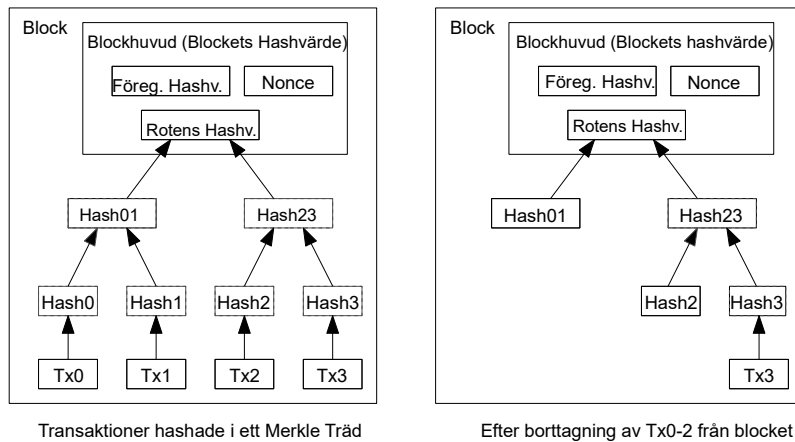 Block
Blockhuvud (Blockets Hashvärde)
Föreg. Hashv.
Nonce
Rotens Hashv.
Hash01
Hash23
Hash0
Hash1
Hash2
Hash3
Tx0
Tx1
Tx2
Tx3
Transaktioner hashade i ett Merkle Träd
Block
Blockhuvud (Blockets hashvärde)
Föreg. Hashv.
Nonce
Rotens Hashv.
Hash01
Hash23
Hash2
Hash3
Tx3
Efter borttagning av Tx0-2 från blocket